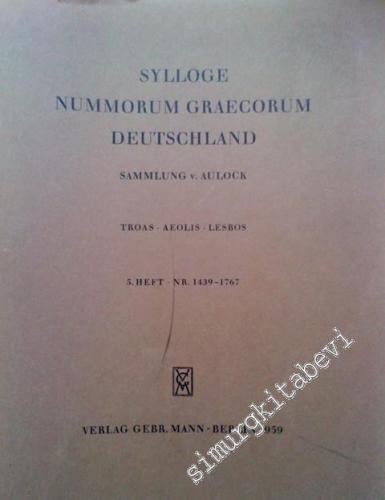 SYLLOGE
NUMMORUM GRAECORUM
DEUTSCHLAND
SAMMLUNG v. AULOCK
TROAS · AEOLIS · LESBOS
5. HEFT · NR. 1439–1767
VERLAG GEBR. MANN · BERLIN 1959
simurgkitabevi